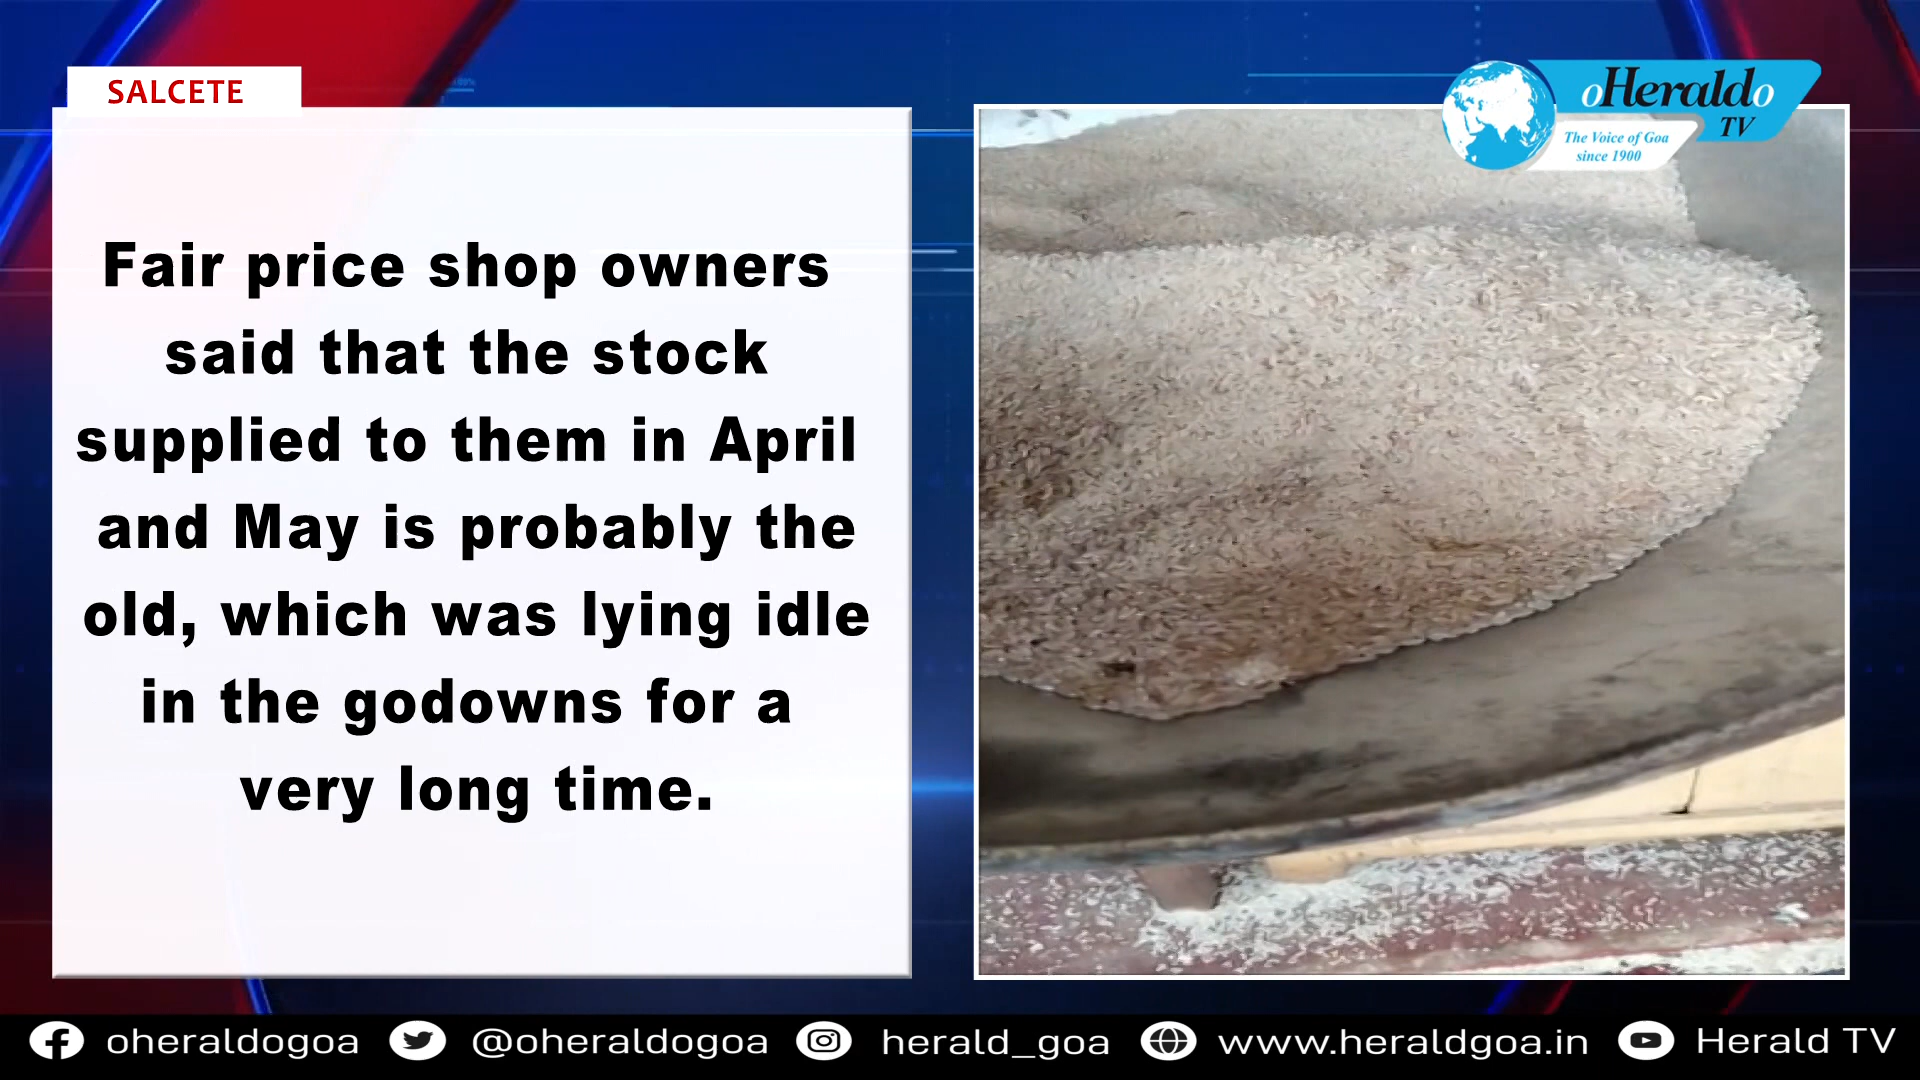 SALCETE
oHeraldo
TV
The Voice of Goa
since 1900
Fair price shop owners
said that the stock
supplied to them in April
and May is probably the
old, which was lying idle
in the godowns for a
very long time.
oheraldogoa @oheraldogoa herald_goa www.heraldgoa.in Herald TV